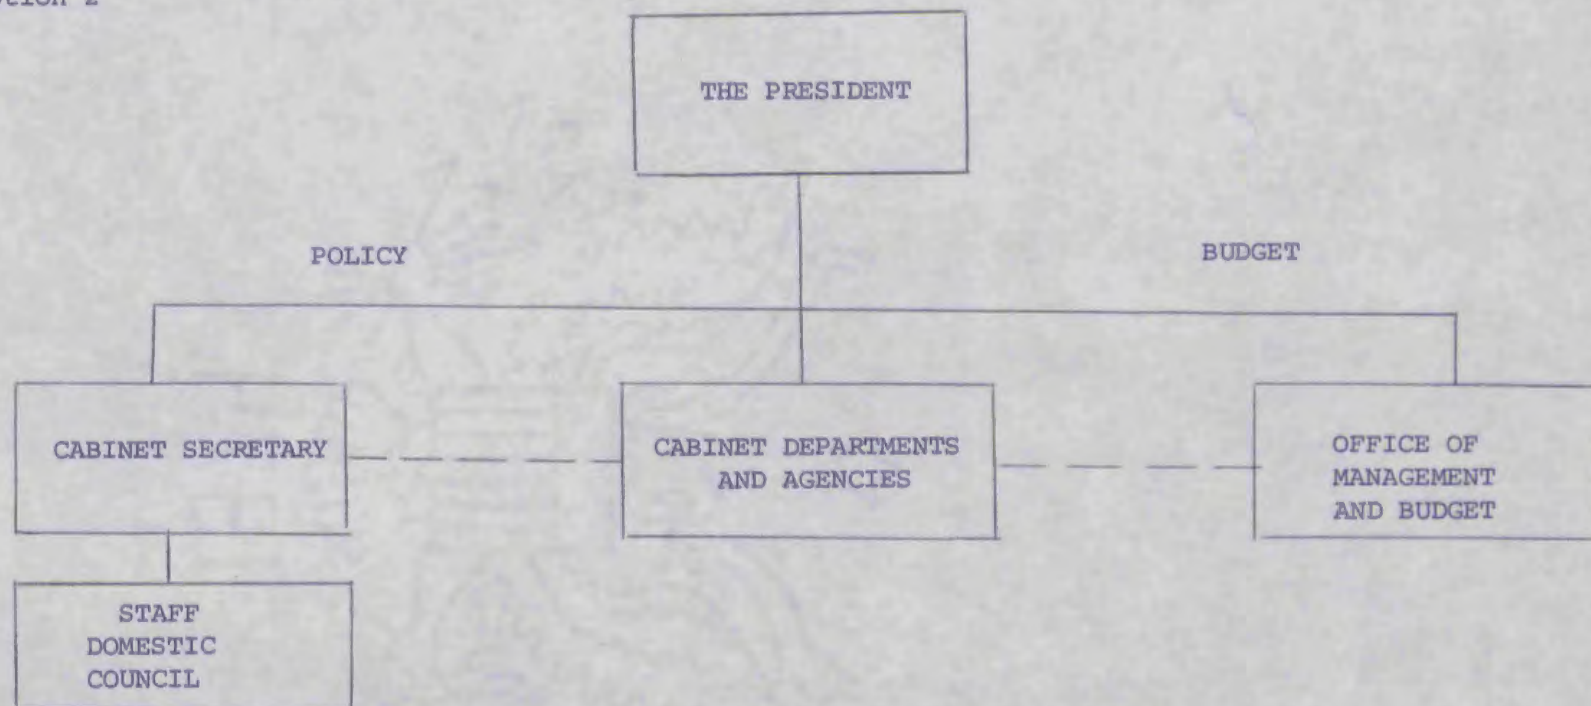 THE PRESIDENT
POLICY
BUDGET
CABINET SECRETARY
CABINET DEPARTMENTS
AND AGENCIES
OFFICE OF
MANAGEMENT
AND BUDGET
STAFF
DOMESTIC
COUNCIL